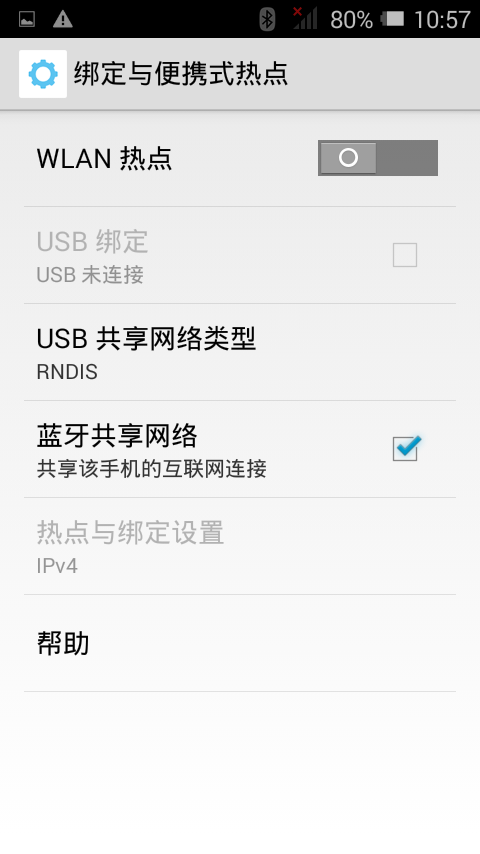 80% 10:57
绑定与便携式热点
WLAN 热点
USB 绑定
USB 未连接
USB 共享网络类型
RNDIS
蓝牙共享网络
共享该手机的互联网连接
热点与绑定设置
IPv4
帮助